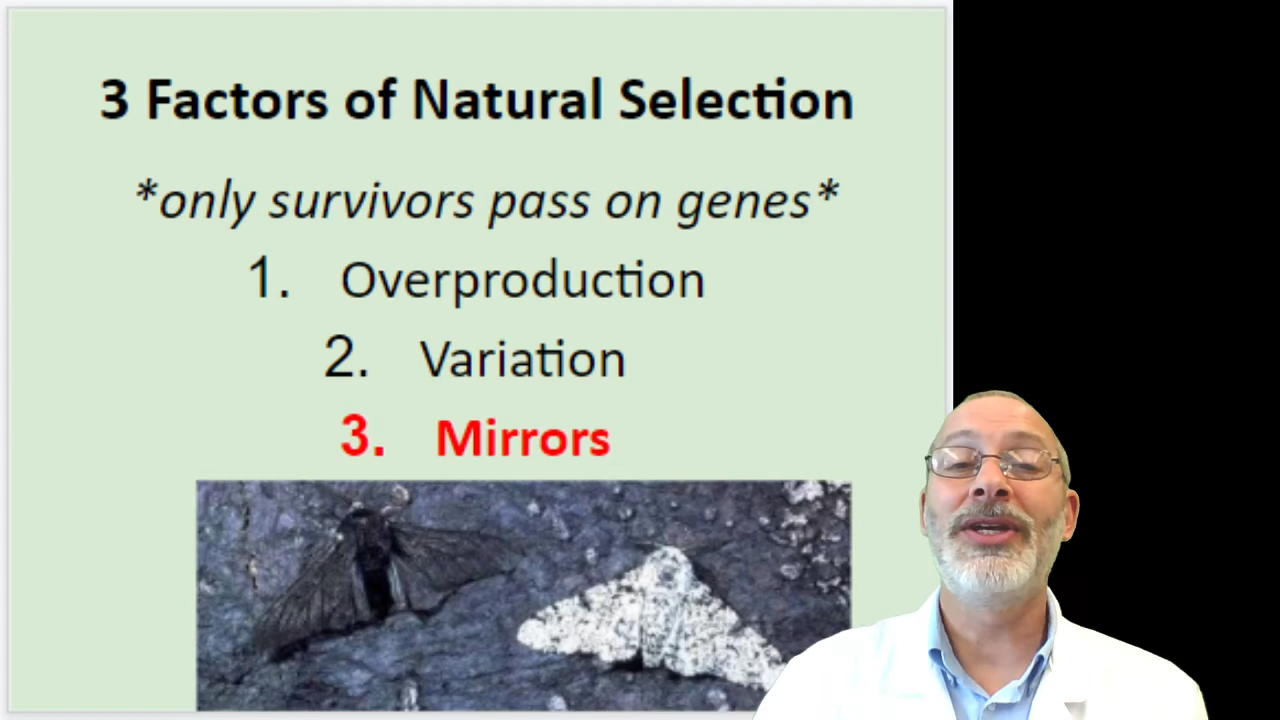 3 Factors of Natural Selection
*only survivors pass on genes*
1. Overproduction
2. Variation
3. Mirrors